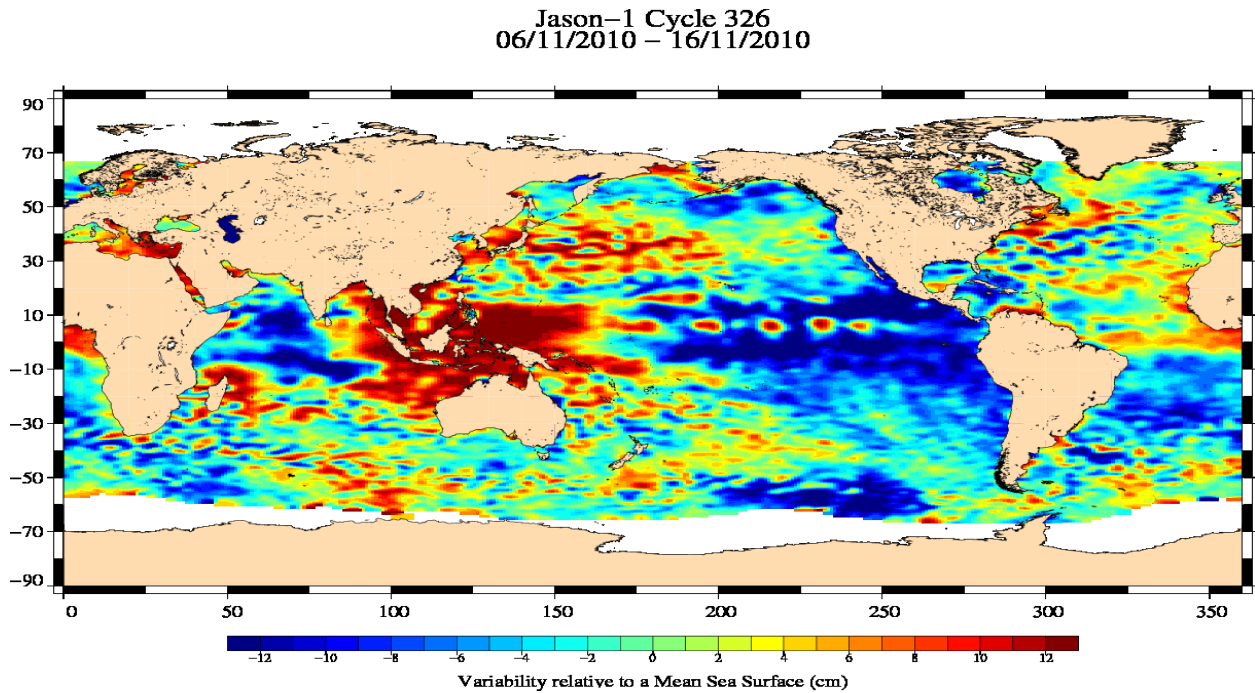 Jason−1 Cycle 326
06/11/2010 − 16/11/2010
90
70
50
30
10
−10
−30
−50
−70
−90
0 50 100 150 200 250 300 350
−12 −10 −8 −6 −4 −2 0 2 4 6 8 10 12
Variability relative to a Mean Sea Surface (cm)